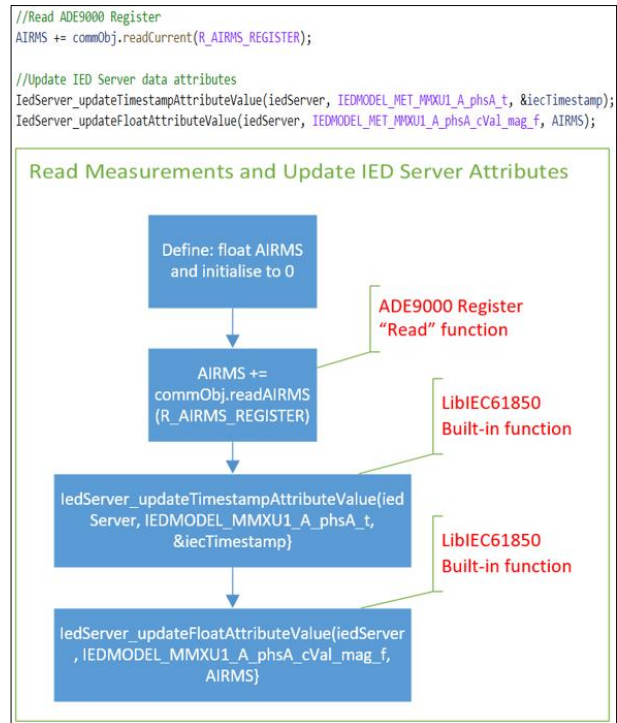 //Read ADE9000 Register
AIRMS += commObj.readCurrent(R_AIRMS_REGISTER);
//Update IED Server data attributes
IedServer_updateTimestampAttributeValue(iedServer, IEDMODEL_MET_MMXU1_A_phsA_t, &iecTimestamp);
IedServer_updateFloatAttributeValue(iedServer, IEDMODEL_MET_MMXU1_A_phsA_cVal_mag_f, AIRMS);
Read Measurements and Update IED Server Attributes
Define: float AIRMS
and initialise to 0
ADE9000 Register
“Read” function
AIRMS +=
commObj.readAIRMS
(R_AIRMS_REGISTER)
LibIEC61850
Built-in function
IedServer_updateTimestampAttributeValue(ied
Server, IEDMODEL_MMXU1_A_phsA_t,
&iecTimestamp}
LibIEC61850
Built-in function
IedServer_updateFloatAttributeValue(iedServer
, IEDMODEL_MMXU1_A_phsA_cVal_mag_f,
AIRMS}